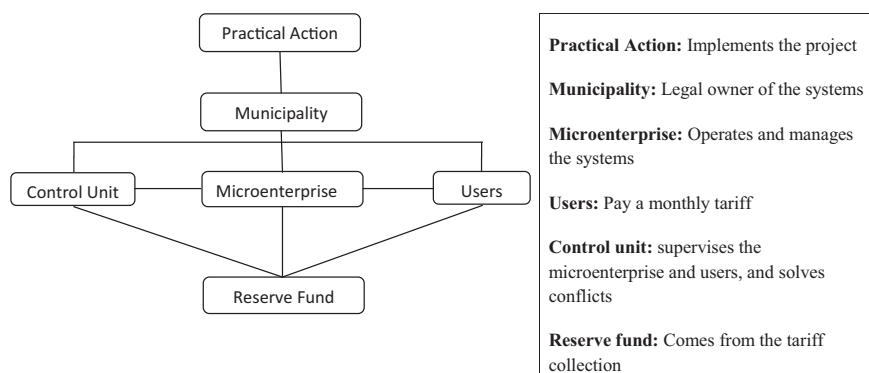 Practical Action
Municipality
Control Unit
Microenterprise
Users
Reserve Fund
Practical Action: Implements the project
Municipality: Legal owner of the systems
Microenterprise: Operates and manages
the systems
Users: Pay a monthly tariff
Control unit: supervises the
microenterprise and users, and solves
conflicts
Reserve fund: Comes from the tariff
collection